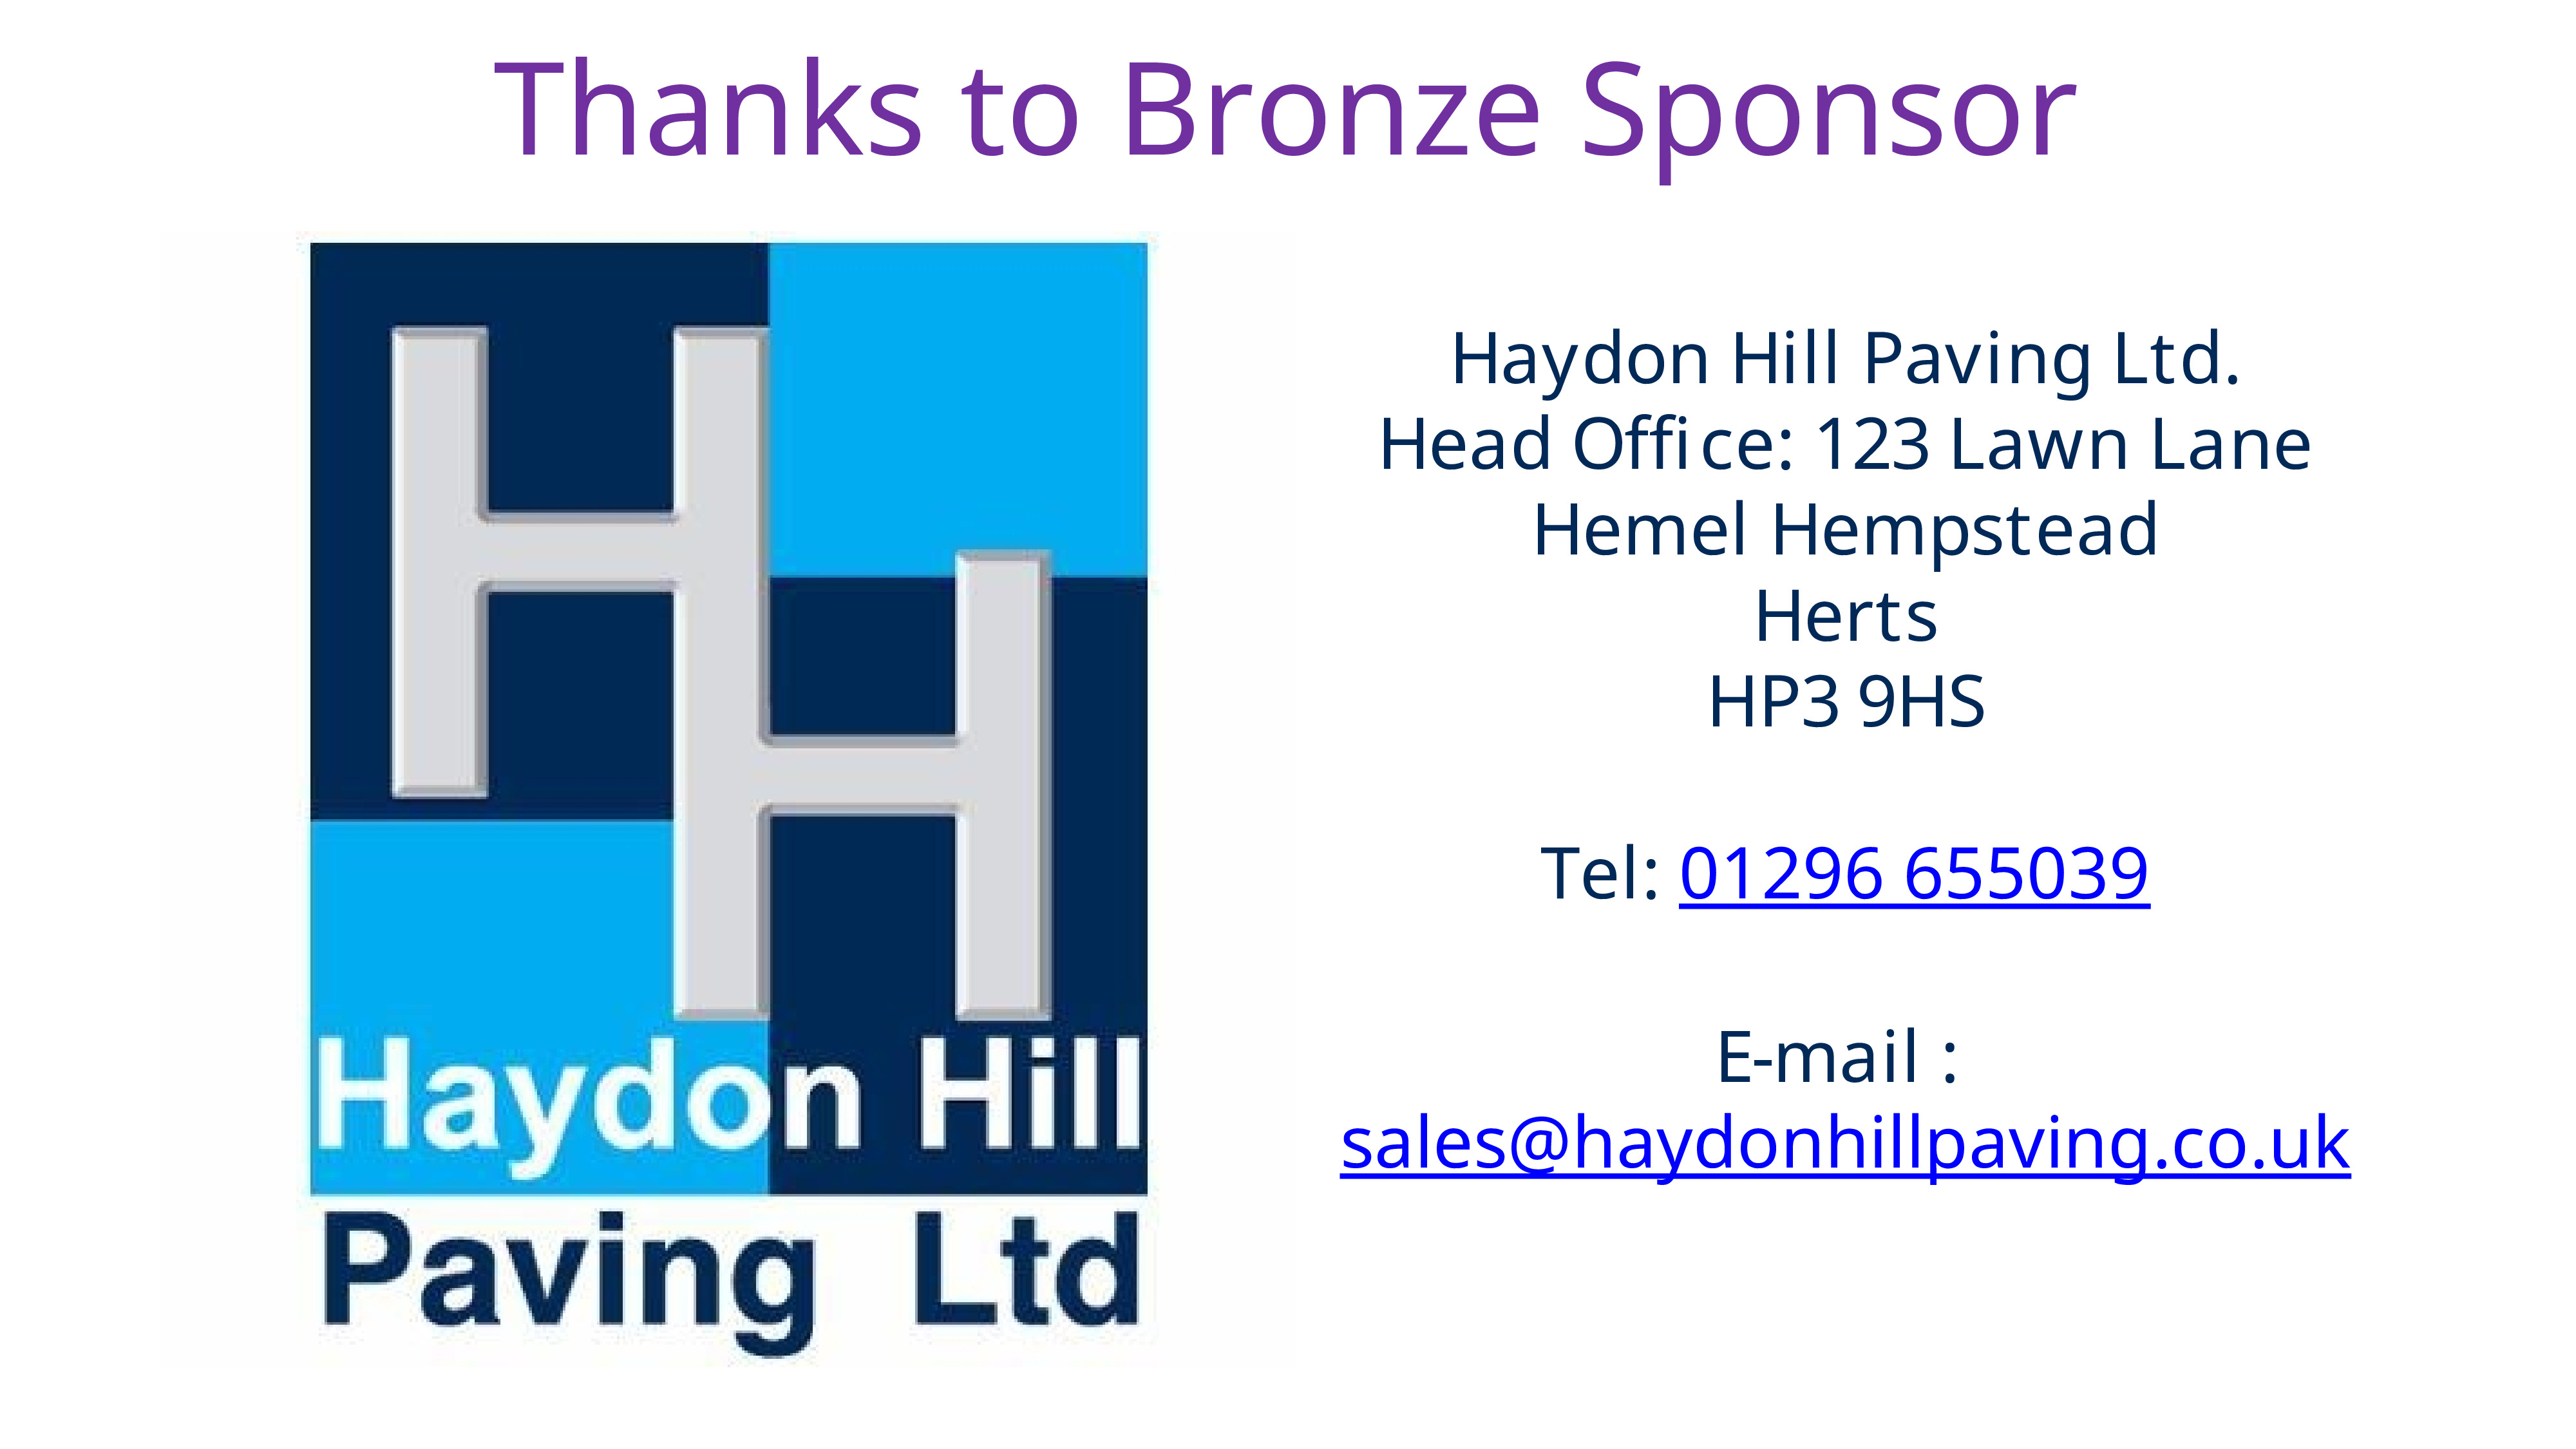 Thanks to Bronze Sponsor
HH
Haydon Hill
Paving Ltd
Haydon Hill Paving Ltd.
Head Office: 123 Lawn Lane
Hemel Hempstead
Herts
HP3 9HS
Tel: 01296 655039
E-mail :
sales@haydonhillpaving.co.uk